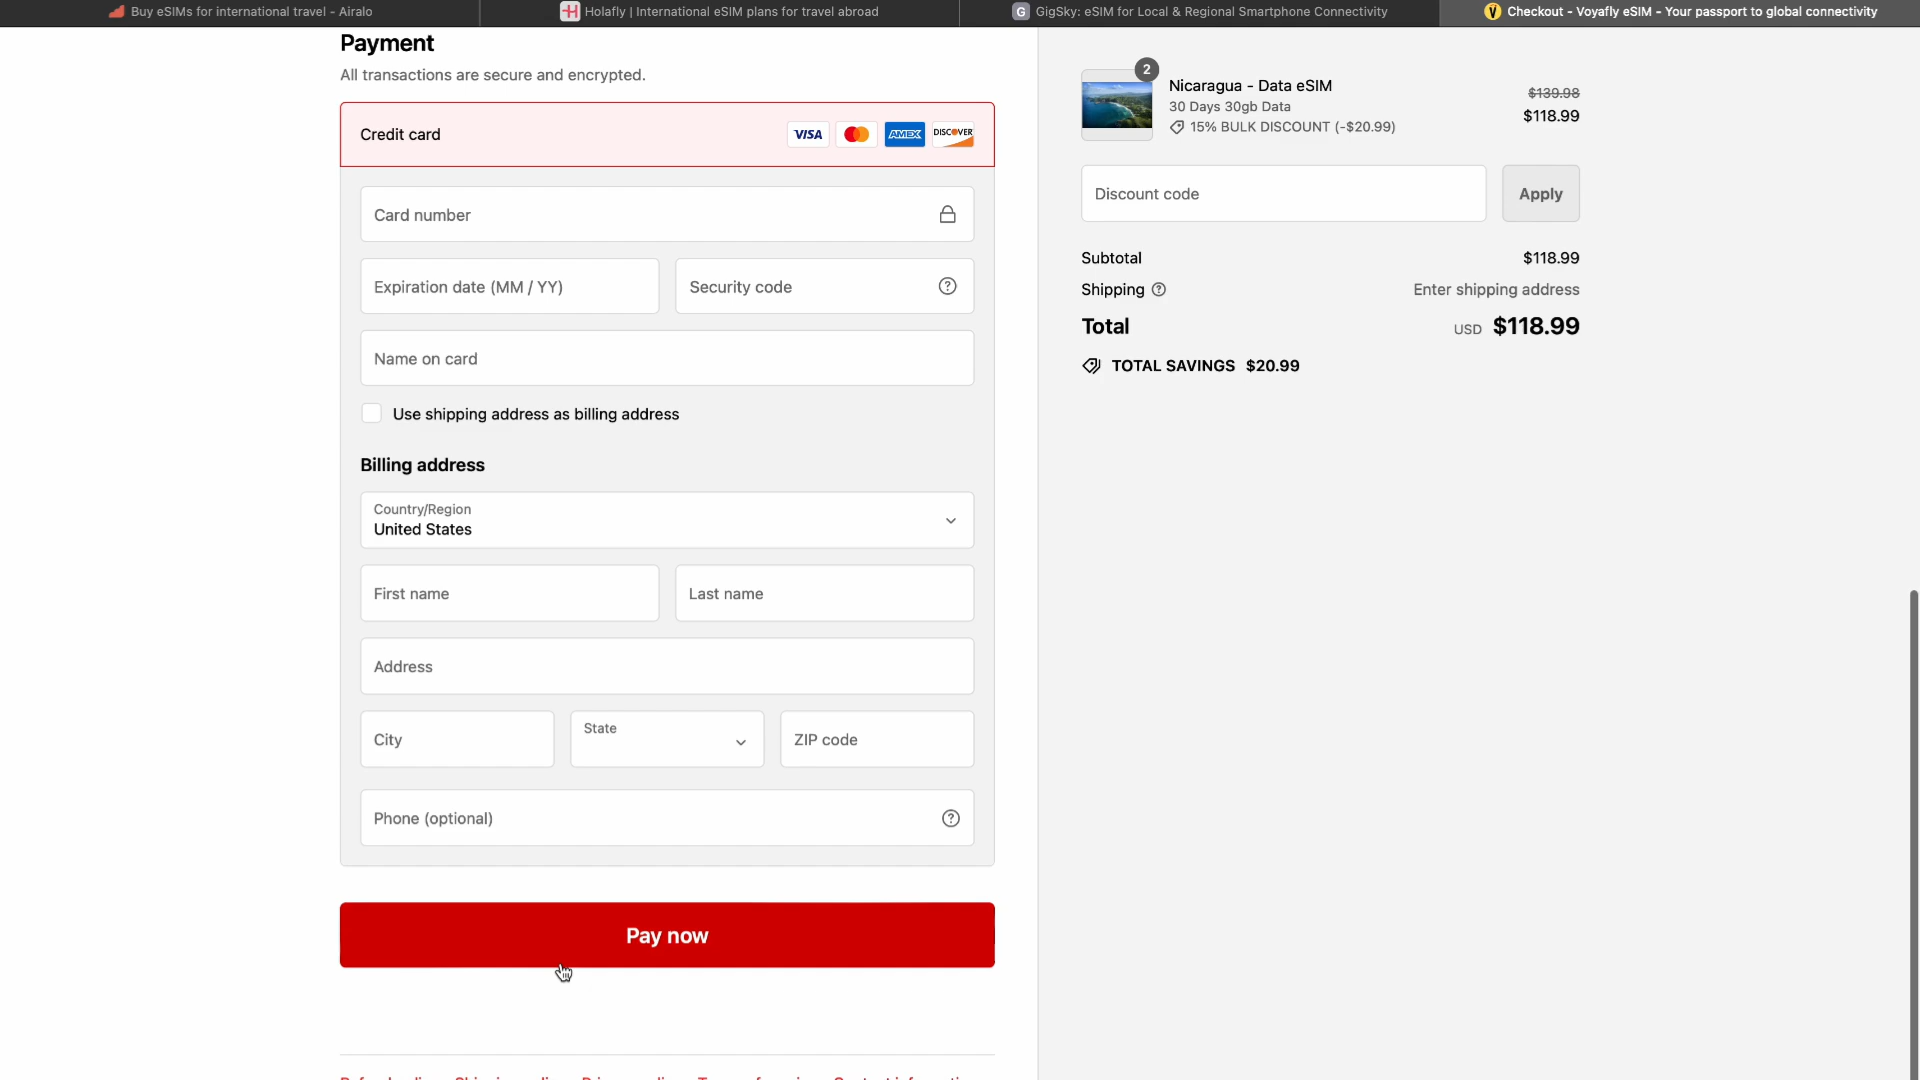 Buy eSIMs for international travel - Airalo
Holafly | International eSIM plans for travel abroad
G GigSky: eSIM for Local & Regional Smartphone Connectivity
V Checkout - Voyafly eSIM - Your passport to global connectivity
Payment
All transactions are secure and encrypted.
Credit card
VISA AMEX DISCOVER
Card number
Expiration date (MM / YY)
Security code
Name on card
Use shipping address as billing address
Billing address
Country/Region
United States
First name
Last name
Address
City
State
ZIP code
Phone (optional)
Pay now
2
Nicaragua - Data eSIM
30 Days 30gb Data
15% BULK DISCOUNT (-$20.99)
$139.98
$118.99
Discount code
Apply
Subtotal $118.99
Shipping Enter shipping address
Total USD $118.99
TOTAL SAVINGS $20.99